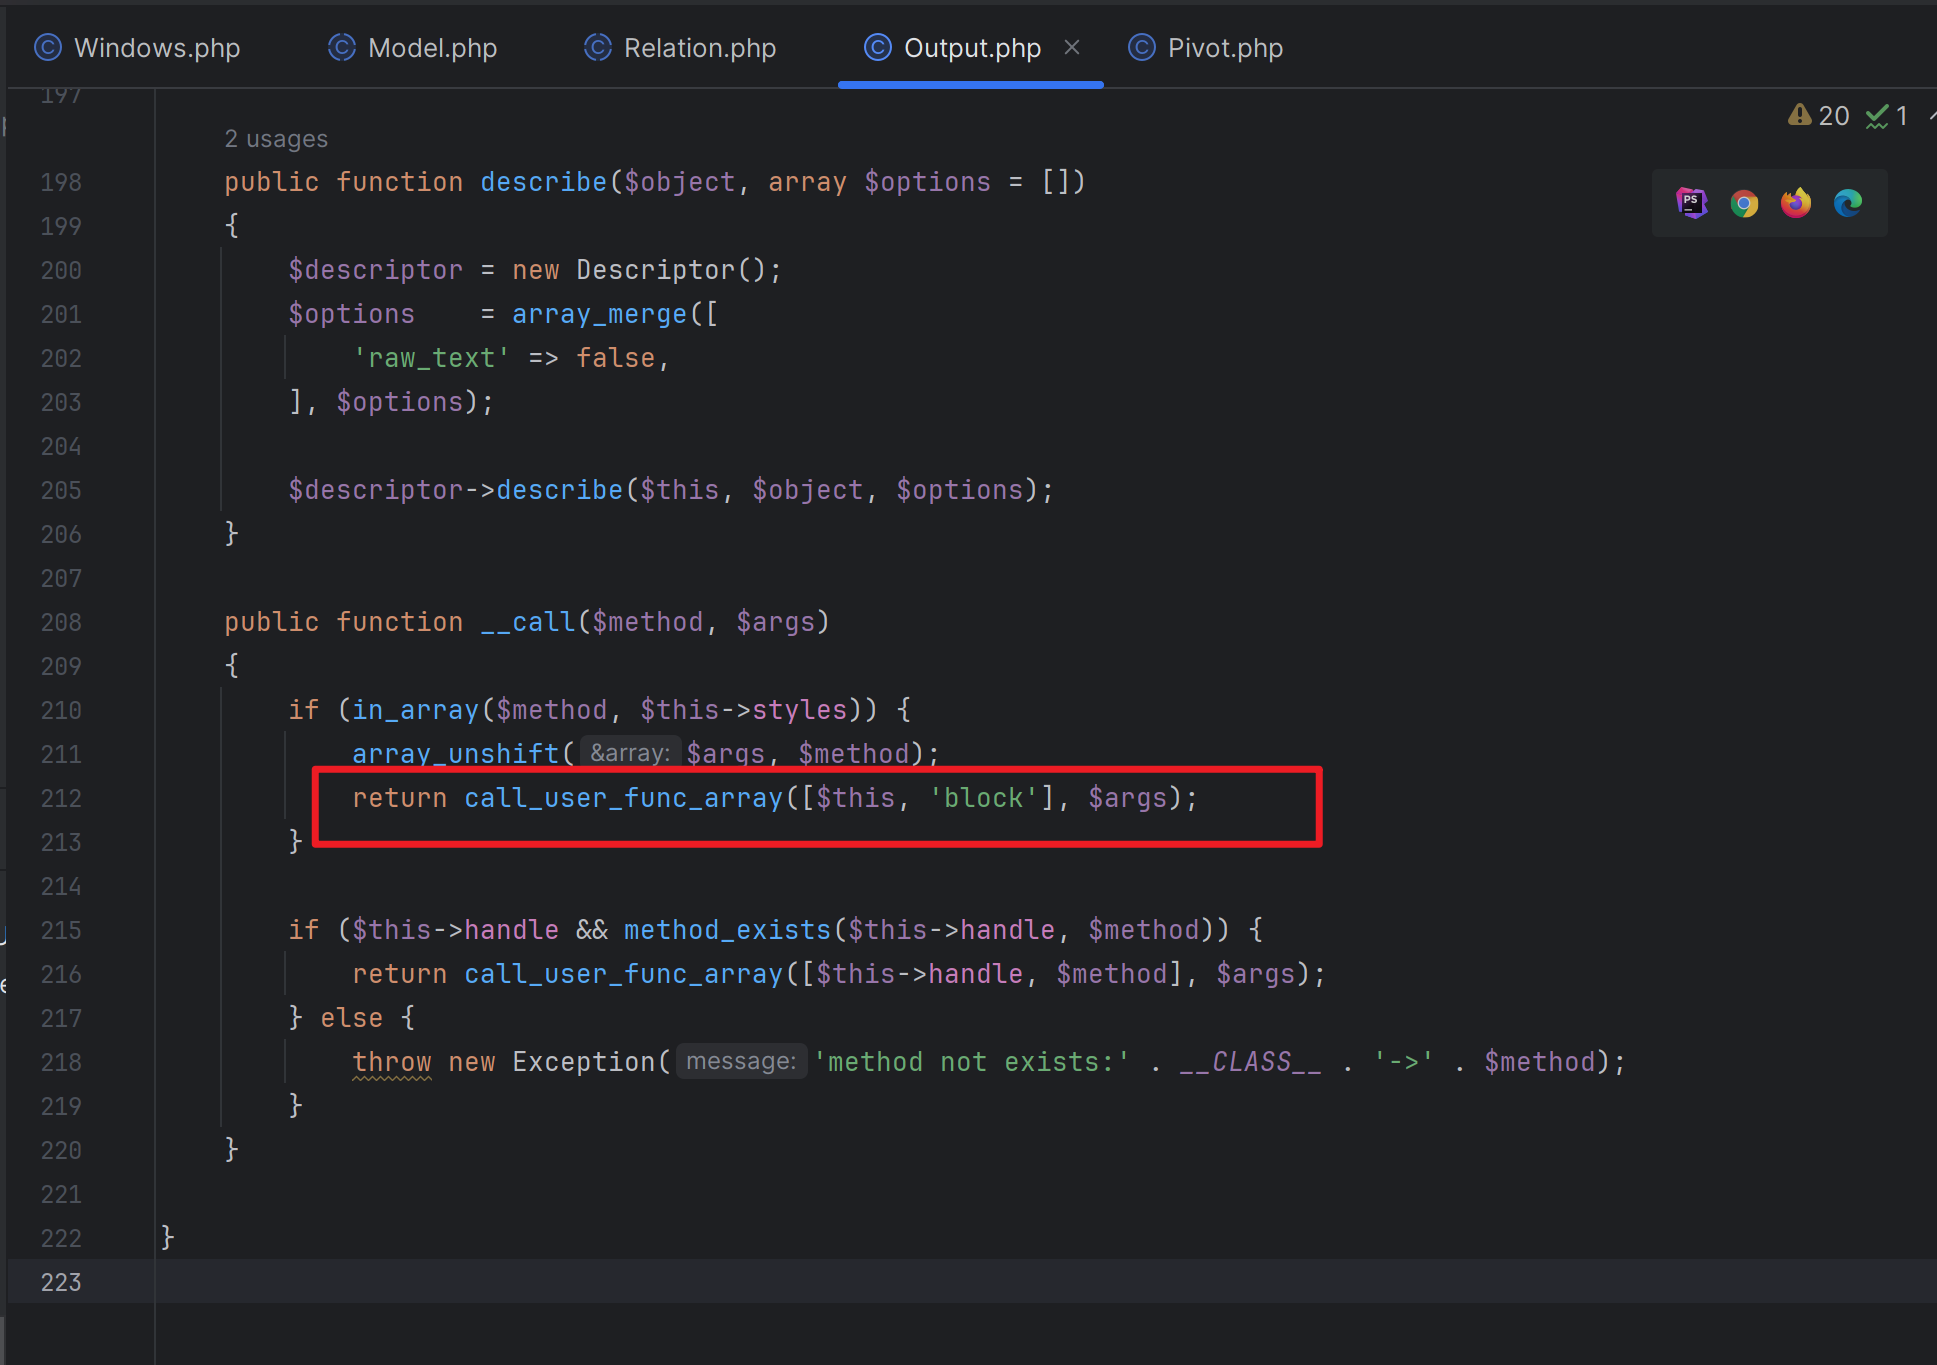 Windows.php Model.php Relation.php Output.php Pivot.php
197
20 1
2 usages
198 public function describe($object, array $options = [])
199 {
200 $descriptor = new Descriptor();
201 $options = array_merge([
202 'raw_text' => false,
203 ], $options);
204
205 $descriptor->describe($this, $object, $options);
206 }
207
208 public function __call($method, $args)
209 {
210 if (in_array($method, $this->styles)) {
211 array_unshift( &array: $args, $method);
212 return call_user_func_array([$this, 'block'], $args);
213 }
214
215 if ($this->handle && method_exists($this->handle, $method)) {
216 return call_user_func_array([$this->handle, $method], $args);
217 } else {
218 throw new Exception( message: 'method not exists:' . __CLASS__ . '->' . $method);
219 }
220 }
221
222 }
223